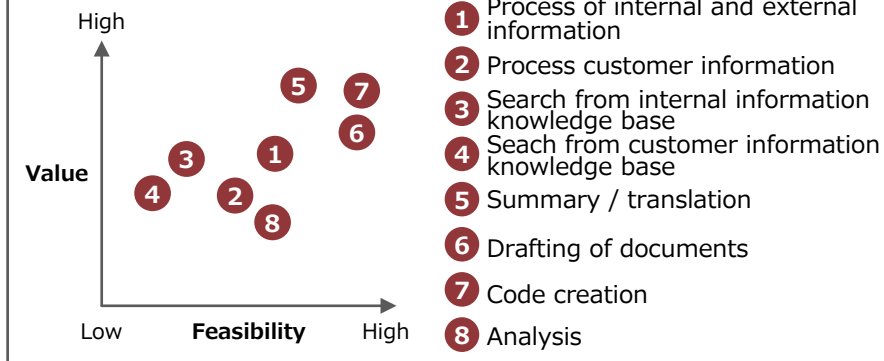 High
Value
Low
Feasibility
High
5
7
6
1
3
4
2
8
1 Process of internal and external
information
2 Process customer information
3 Search from internal information
knowledge base
4 Seach from customer information
knowledge base
5 Summary / translation
6 Drafting of documents
7 Code creation
8 Analysis